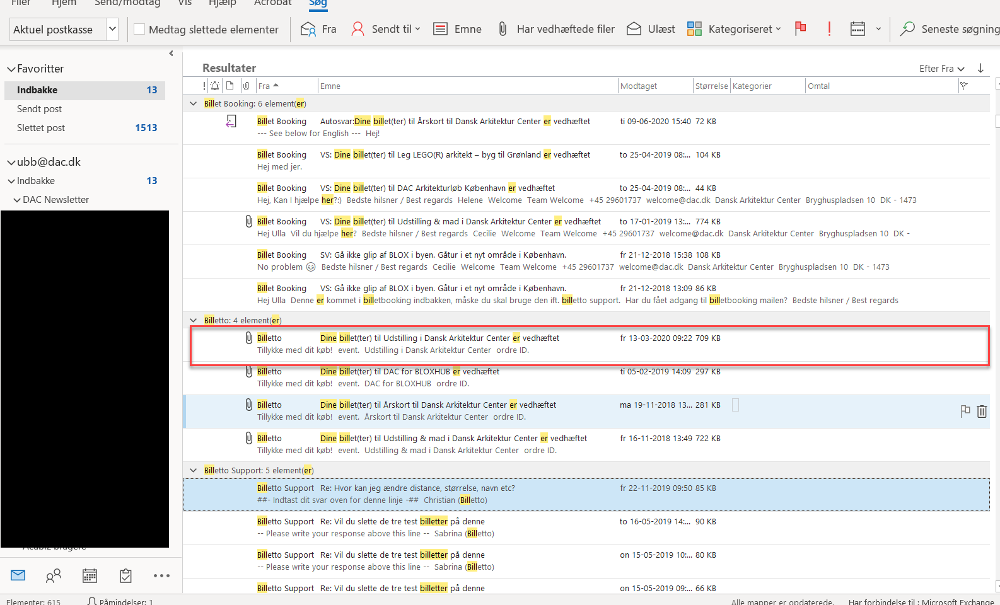 Filer Hjem Send/modtag Vis Hjælp Acrobat Søg
Aktuel postkasse Medtag slettede elementer Fra Sendt til Emne Har vedhæftede filer Ulæst Kategoriseret Seneste søgning
Favoritter
Indbakke 13
Sendt post
Slettet post 1513
ubb@dac.dk
Indbakke 13
DAC Newsletter
Acubiz brugere
Elementer: 615 Påmindelser: 1
Resultater Efter Fra
! Fra Emne Modtaget Størrelse Kategorier Omtal
Billet Booking: 6 element(er)
Billet Booking Autosvar:Dine billet(ter) til Årskort til Dansk Arkitektur Center er vedhæftet ti 09-06-2020 15:40 72 KB
--- See below for English --- Hej!
Billet Booking VS: Dine billet(ter) til Leg LEGO(R) arkitekt – byg til Grønland er vedhæftet to 25-04-2019 08:... 104 KB
Hej med jer.
Billet Booking VS: Dine billet(ter) til DAC Arkitekturløb København er vedhæftet to 25-04-2019 08:... 44 KB
Hej, Kan I hjælpe her?:) Bedste hilsner / Best regards Helene Welcome Team Welcome +45 29601737 welcome@dac.dk Dansk Arkitektur Center Bryghuspladsen 10 DK - 1473
Billet Booking VS: Dine billet(ter) til Udstilling & mad i Dansk Arkitektur Center er vedhæftet to 17-01-2019 13:... 774 KB
Hej Ulla Vil du hjælpe her? Bedste hilsner / Best regards Cecilie Welcome Team Welcome +45 29601737 welcome@dac.dk Dansk Arkitektur Center Bryghuspladsen 10 DK -
Billet Booking SV: Gå ikke glip af BLOX i byen. Gåtur i et nyt område i København. fr 21-12-2018 15:38 108 KB
No problem Bedste hilsner / Best regards Cecilie Welcome Team Welcome +45 29601737 welcome@dac.dk Dansk Arkitektur Center Bryghuspladsen 10 DK - 1473
Billet Booking VS: Gå ikke glip af BLOX i byen. Gåtur i et nyt område i København. fr 21-12-2018 13:09 86 KB
Hej Ulla Denne er kommet i billetbooking indbakken, måske du skal bruge den ift. billetto support. Har du fået adgang til billetbooking mailen? Bedste hilsner / Best regards
Billetto: 4 element(er)
Billetto Dine billet(ter) til Udstilling i Dansk Arkitektur Center er vedhæftet fr 13-03-2020 09:22 709 KB
Tillykke med dit køb! event. Udstilling i Dansk Arkitektur Center ordre ID.
Billetto Dine billet(ter) til DAC for BLOXHUB er vedhæftet ti 05-02-2019 14:09 297 KB
Tillykke med dit køb! event. DAC for BLOXHUB ordre ID.
Billetto Dine billet(ter) til Årskort til Dansk Arkitektur Center er vedhæftet ma 19-11-2018 13... 281 KB
Tillykke med dit køb! event. Årskort til Dansk Arkitektur Center ordre ID.
Billetto Dine billet(ter) til Udstilling & mad i Dansk Arkitektur Center er vedhæftet fr 16-11-2018 13:49 722 KB
Tillykke med dit køb! event. Udstilling & mad i Dansk Arkitektur Center ordre ID.
Billetto Support: 5 element(er)
Billetto Support Re: Hvor kan jeg ændre distance, størrelse, navn etc? fr 22-11-2019 09:50 85 KB
##- Indtast dit svar oven for denne linje -## Christian (Billetto)
Billetto Support Re: Vil du slette de tre test billetter på denne to 16-05-2019 14:... 90 KB
-- Please write your response above this line -- Sabrina (Billetto)
Billetto Support Re: Vil du slette de tre test billetter på denne on 15-05-2019 10:... 80 KB
-- Please write your response above this line -- Sabrina (Billetto)
Billetto Support Re: Vil du slette de tre test billetter på denne on 15-05-2019 09:... 66 KB
Alle mapper er opdaterede. Har forbindelse til : Microsoft Exchange